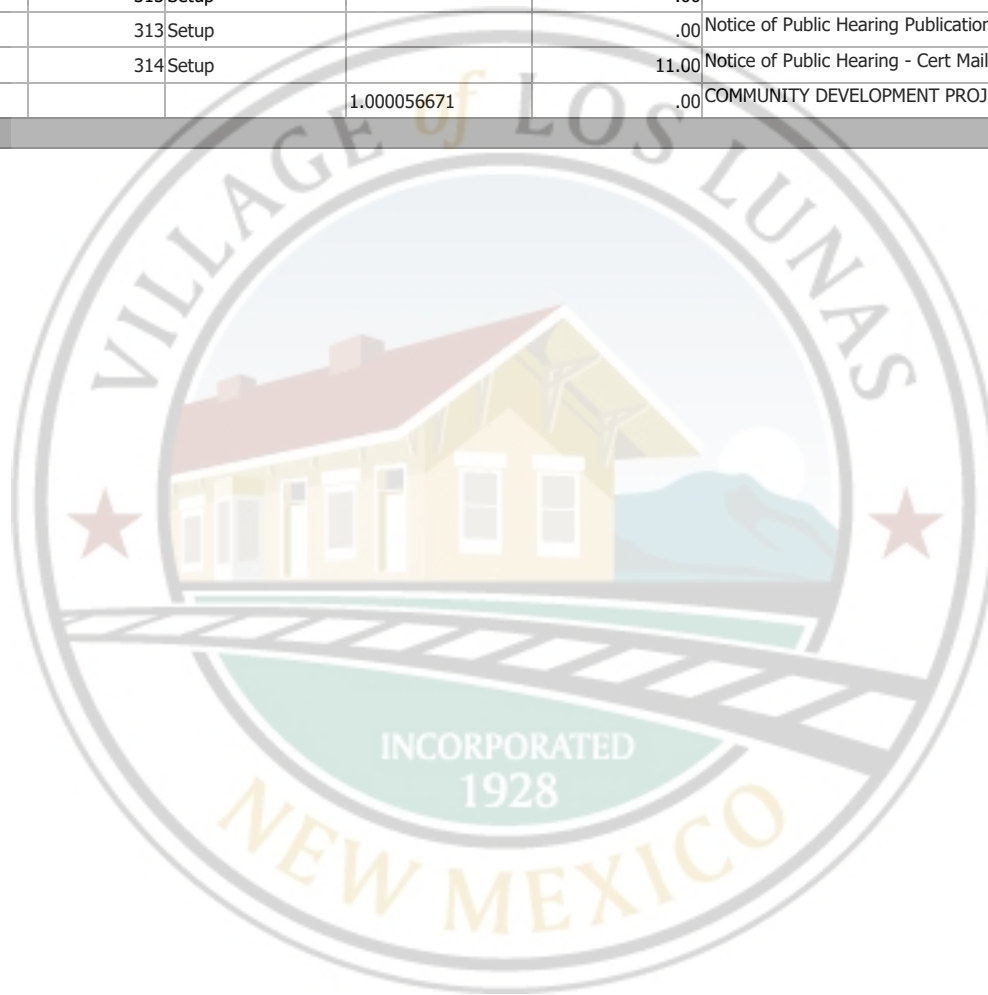 313 Setup .00 Notice of Public Hearing Publication
314 Setup 11.00 Notice of Public Hearing - Cert Mail
1.000056671 .00 COMMUNITY DEVELOPMENT PROJ
VILLAGE of LOS LUNAS
INCORPORATED
1928
NEW MEXICO